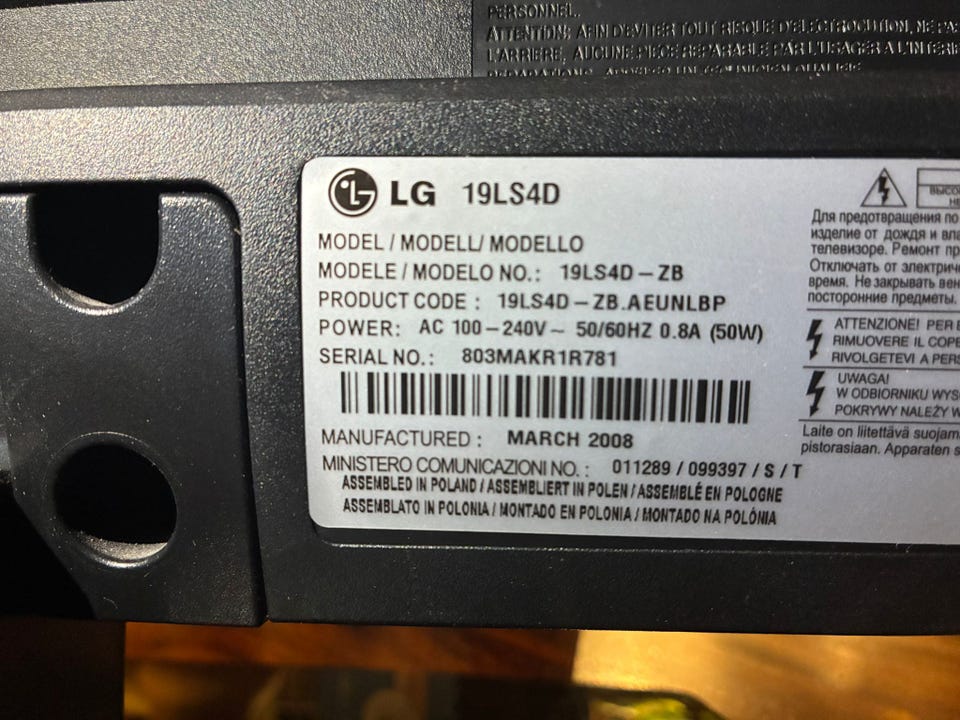 PERSONNEL.
ATTENTION: AFIN D'EVITER TOUT RISQUE D'ELECTROCUTION, NE PAS
L'ARRIERE, AUCUNE PIECE REPARABLE PAR L'USAGER A L'INTERI
LG 19LS4D
MODEL / MODELL/ MODELLO
MODELE / MODELO NO.: 19LS4D – ZB
PRODUCT CODE : 19LS4D – ZB.AEUNLBP
POWER: AC 100 – 240V ~ 50/60HZ 0.8A (50W)
SERIAL NO.: 803MAKR1R781
MANUFACTURED : MARCH 2008
MINISTERO COMUNICAZIONI NO. : 011289 / 099397 / S / T
ASSEMBLED IN POLAND / ASSEMBLIERT IN POLEN / ASSEMBLÉ EN POLOGNE
ASSEMBLATO IN POLONIA / MONTADO EN POLONIA / MONTADO NA POLÓNIA
ВЫСО
Для предотвращения по
изделие от дождя и вла
телевизоре. Ремонт пр
Отключать от электрич
время. Не закрывать вен
посторонние предметы.
ATTENZIONE! PER E
RIMUOVERE IL COPE
RIVOLGETEVI A PERS
UWAGA!
W ODBIORNIKU WYS
POKRYWY NALEŻY W
Laite on liitettävä suojam
pistorasiaan. Apparaten s